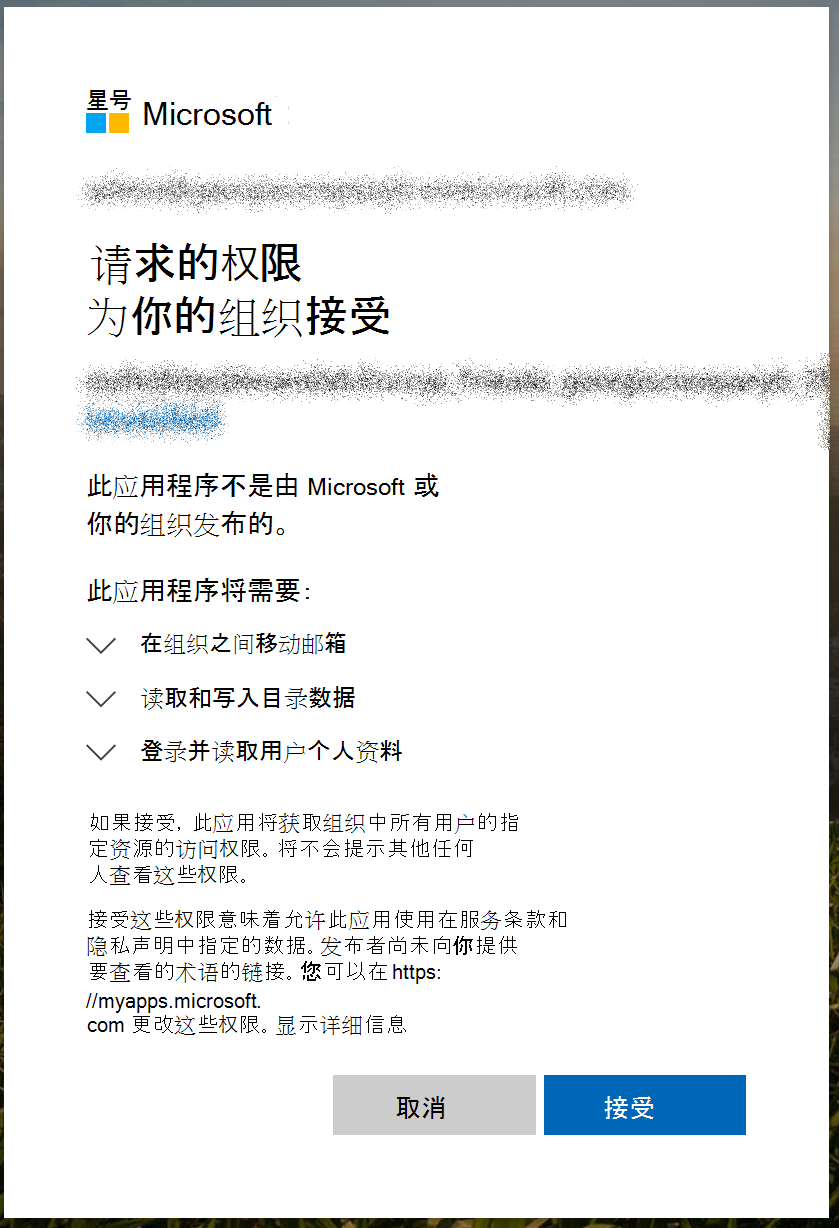 星号
Microsoft
请求的权限
为你的组织接受
此应用程序不是由 Microsoft 或
你的组织发布的。
此应用程序将需要:
在组织之间移动邮箱
读取和写入目录数据
登录并读取用户个人资料
如果接受, 此应用将获取组织中所有用户的指
定资源的访问权限。将不会提示其他任何
人查看这些权限。
接受这些权限意味着允许此应用使用在服务条款和
隐私声明中指定的数据。发布者尚未向你提供
要查看的术语的链接。您可以在 https:
//myapps.microsoft.
com 更改这些权限。显示详细信息
取消
接受